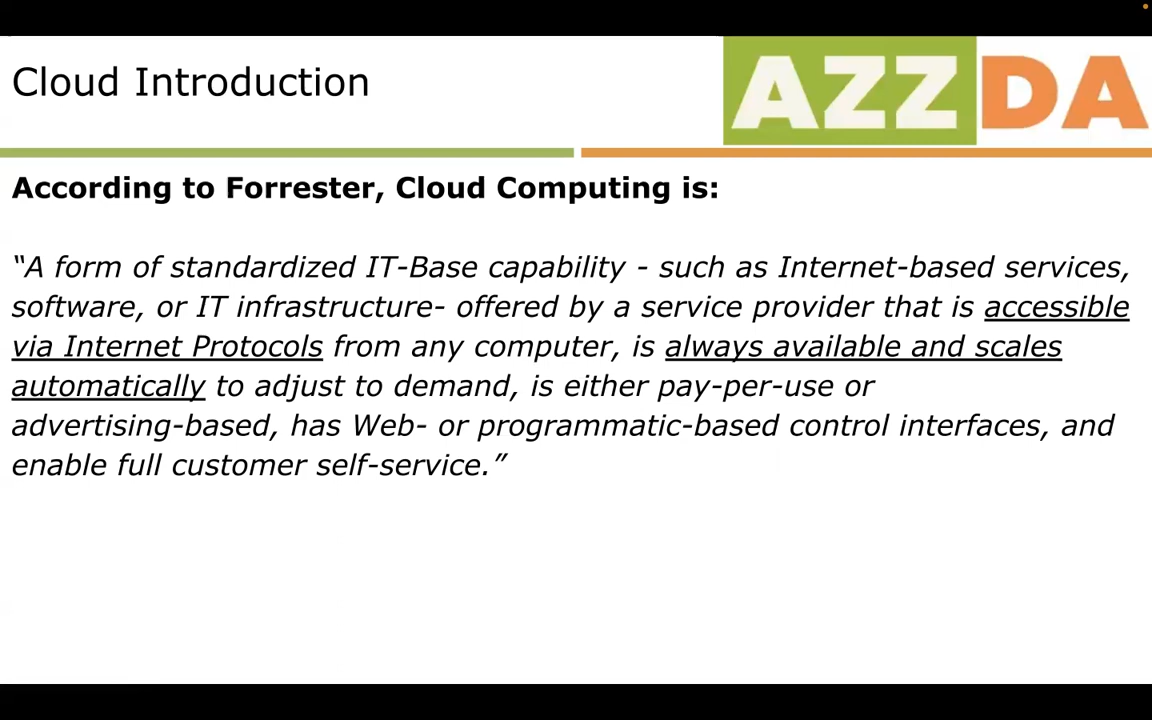 Cloud Introduction
AZZDA
According to Forrester, Cloud Computing is:
“A form of standardized IT-Base capability - such as Internet-based services,
software, or IT infrastructure- offered by a service provider that is accessible
via Internet Protocols from any computer, is always available and scales
automatically to adjust to demand, is either pay-per-use or
advertising-based, has Web- or programmatic-based control interfaces, and
enable full customer self-service.”